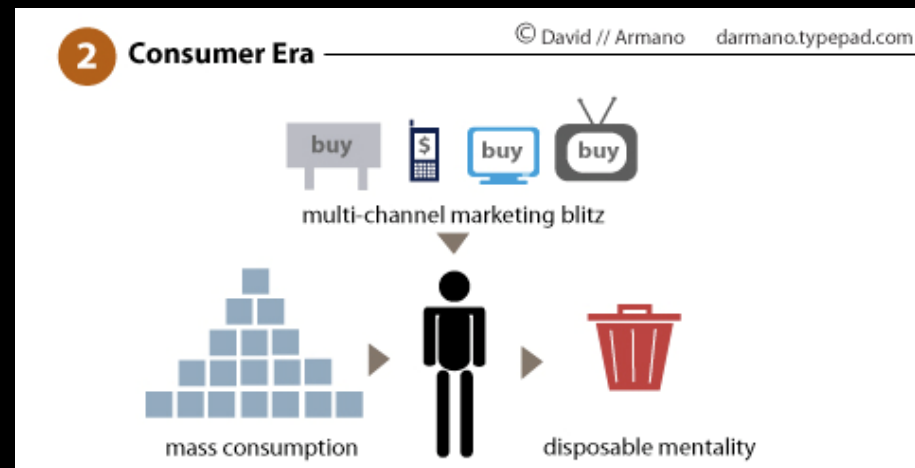 2 Consumer Era
© David // Armano darmano.typepad.com
buy $ buy buy
multi-channel marketing blitz
mass consumption
disposable mentality